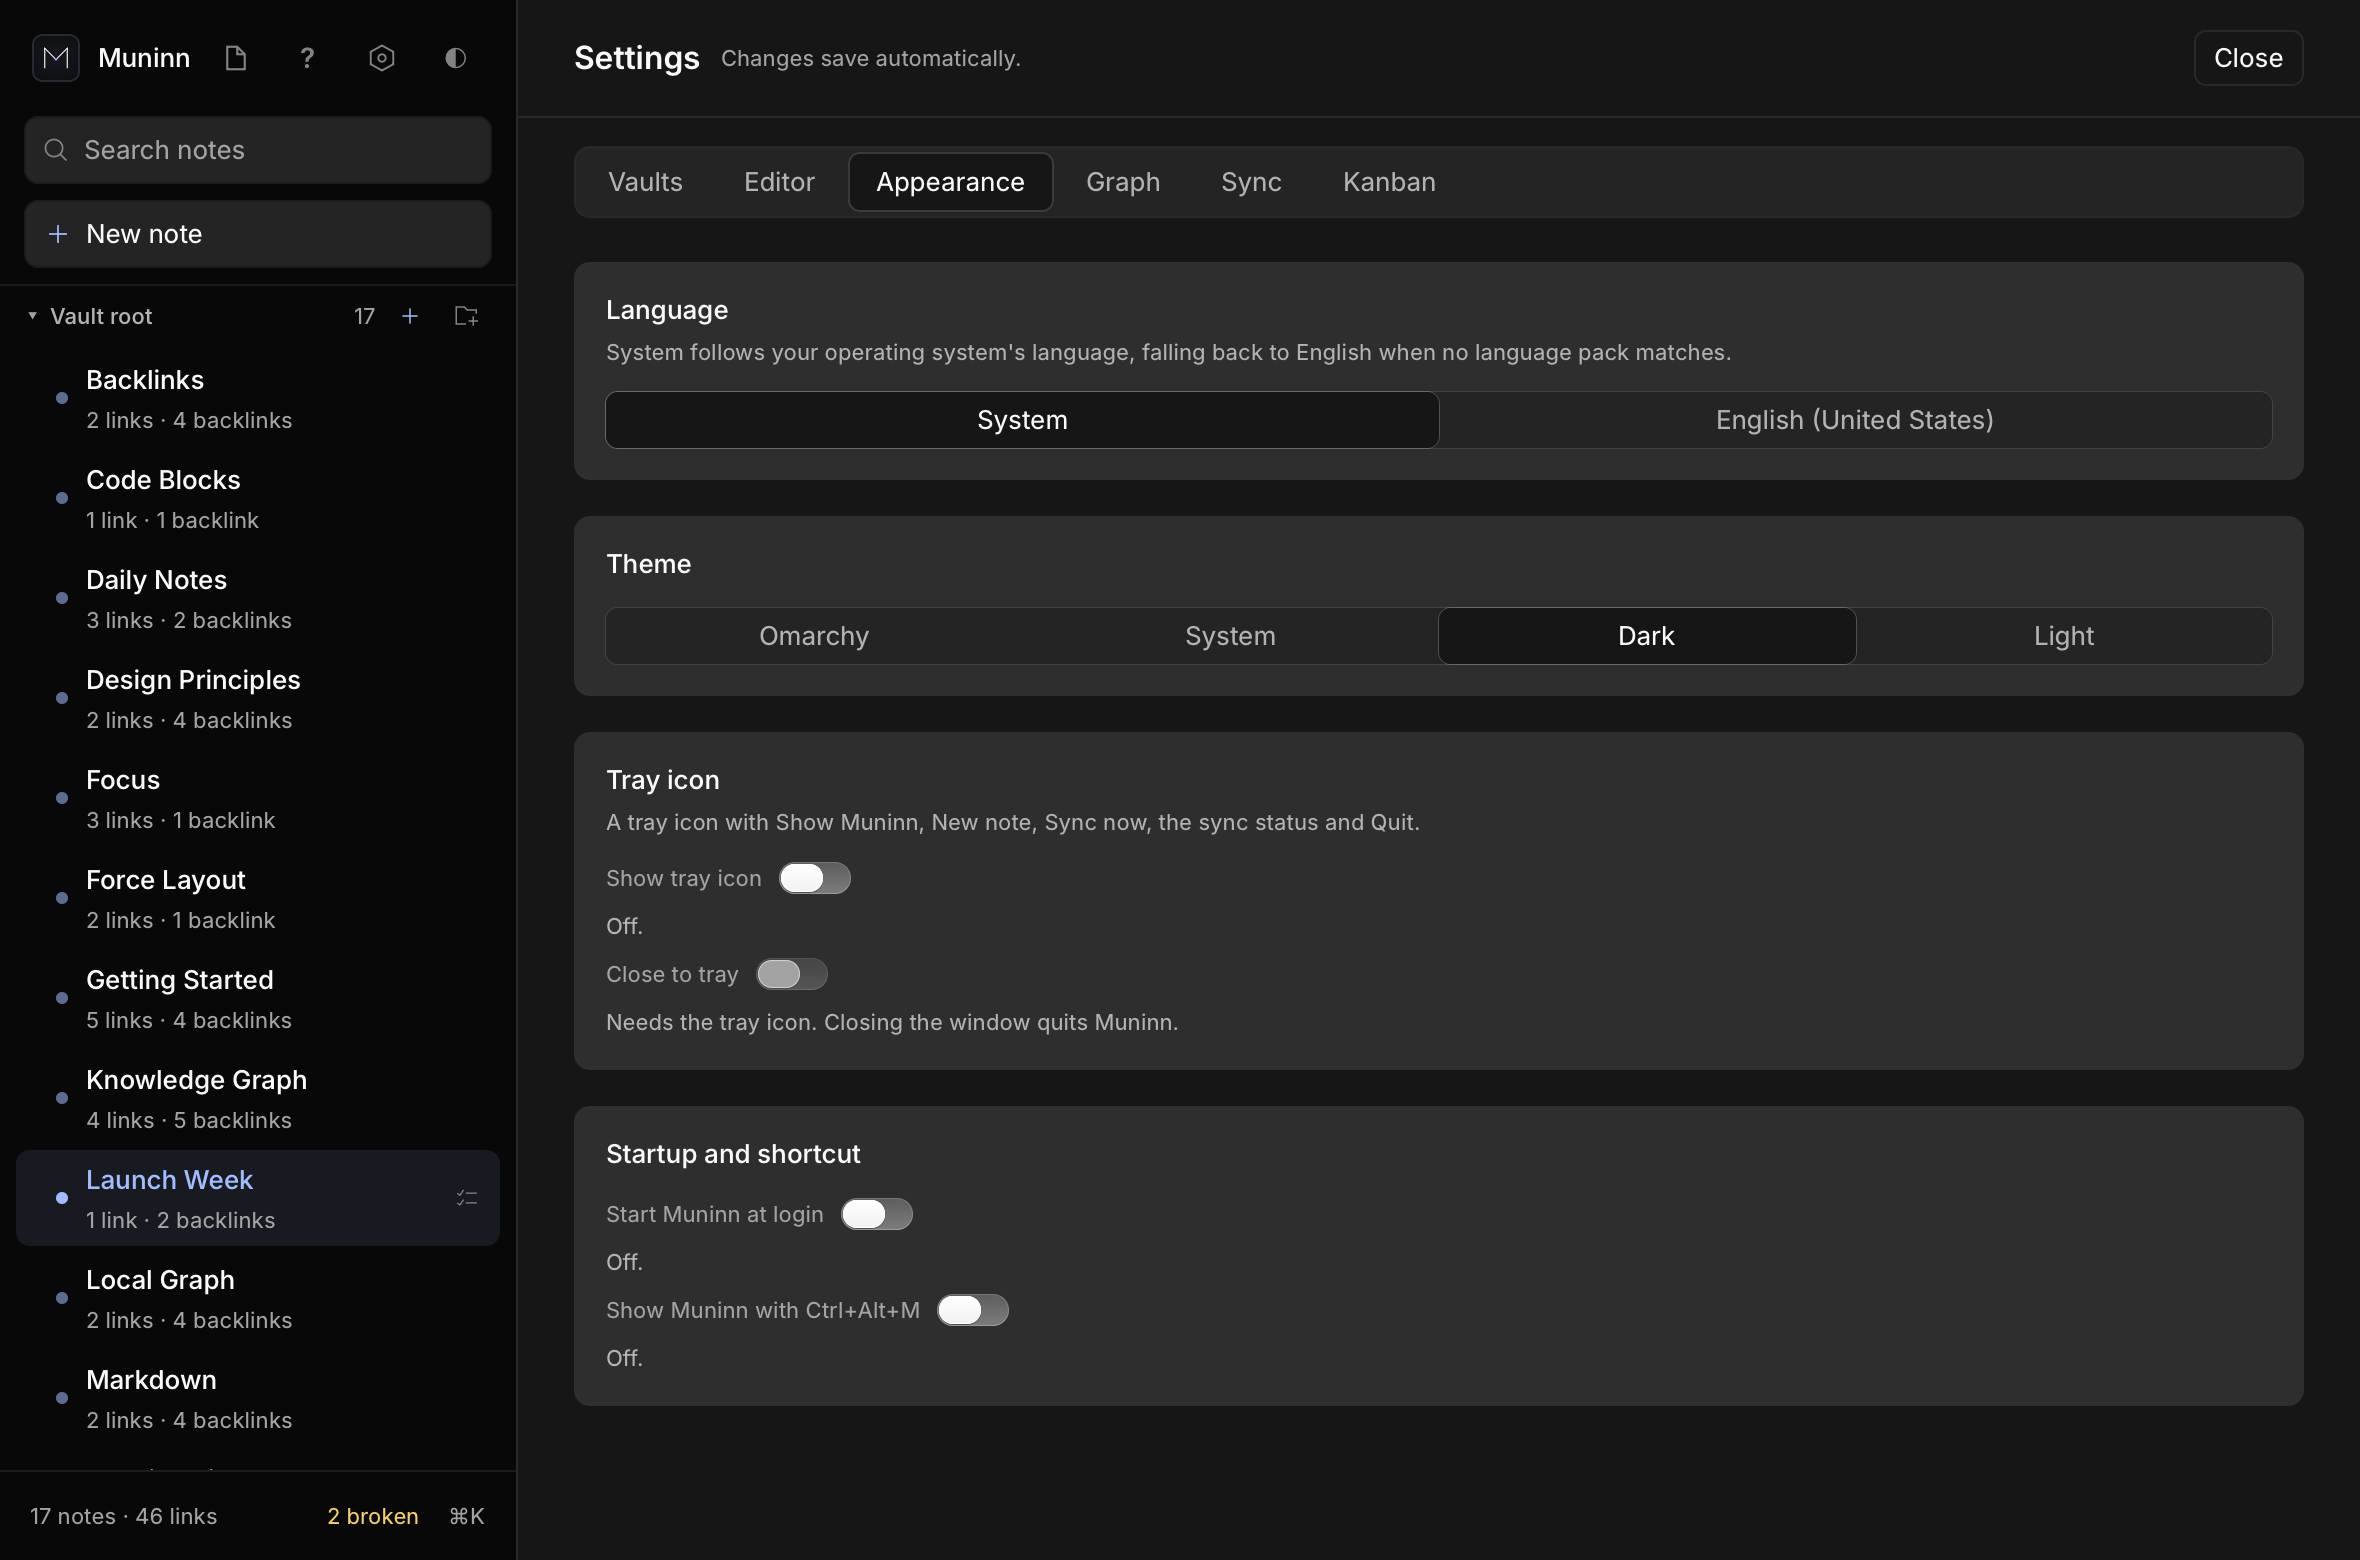 Muninn
?
Search notes
New note
Vault root 17
Backlinks
2 links · 4 backlinks
Code Blocks
1 link · 1 backlink
Daily Notes
3 links · 2 backlinks
Design Principles
2 links · 4 backlinks
Focus
3 links · 1 backlink
Force Layout
2 links · 1 backlink
Getting Started
5 links · 4 backlinks
Knowledge Graph
4 links · 5 backlinks
Launch Week
1 link · 2 backlinks
Local Graph
2 links · 4 backlinks
Markdown
2 links · 4 backlinks
17 notes · 46 links 2 broken ⌘K
Settings Changes save automatically. Close
Vaults Editor Appearance Graph Sync Kanban
Language
System follows your operating system's language, falling back to English when no language pack matches.
System English (United States)
Theme
Omarchy System Dark Light
Tray icon
A tray icon with Show Muninn, New note, Sync now, the sync status and Quit.
Show tray icon
Off.
Close to tray
Needs the tray icon. Closing the window quits Muninn.
Startup and shortcut
Start Muninn at login
Off.
Show Muninn with Ctrl+Alt+M
Off.